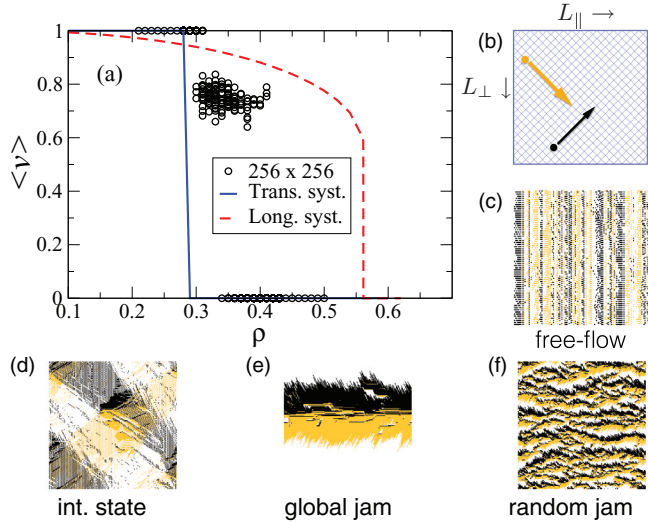 (a)
<v>
1
0.8
0.6
0.4
0.2
0
256 x 256
Trans. syst.
Long. syst.
0.1 0.2 0.3 0.4 0.5 0.6
ρ
(b)
L∥ →
L⊥ ↓
(c)
free-flow
(d)
int. state
(e)
global jam
(f)
random jam